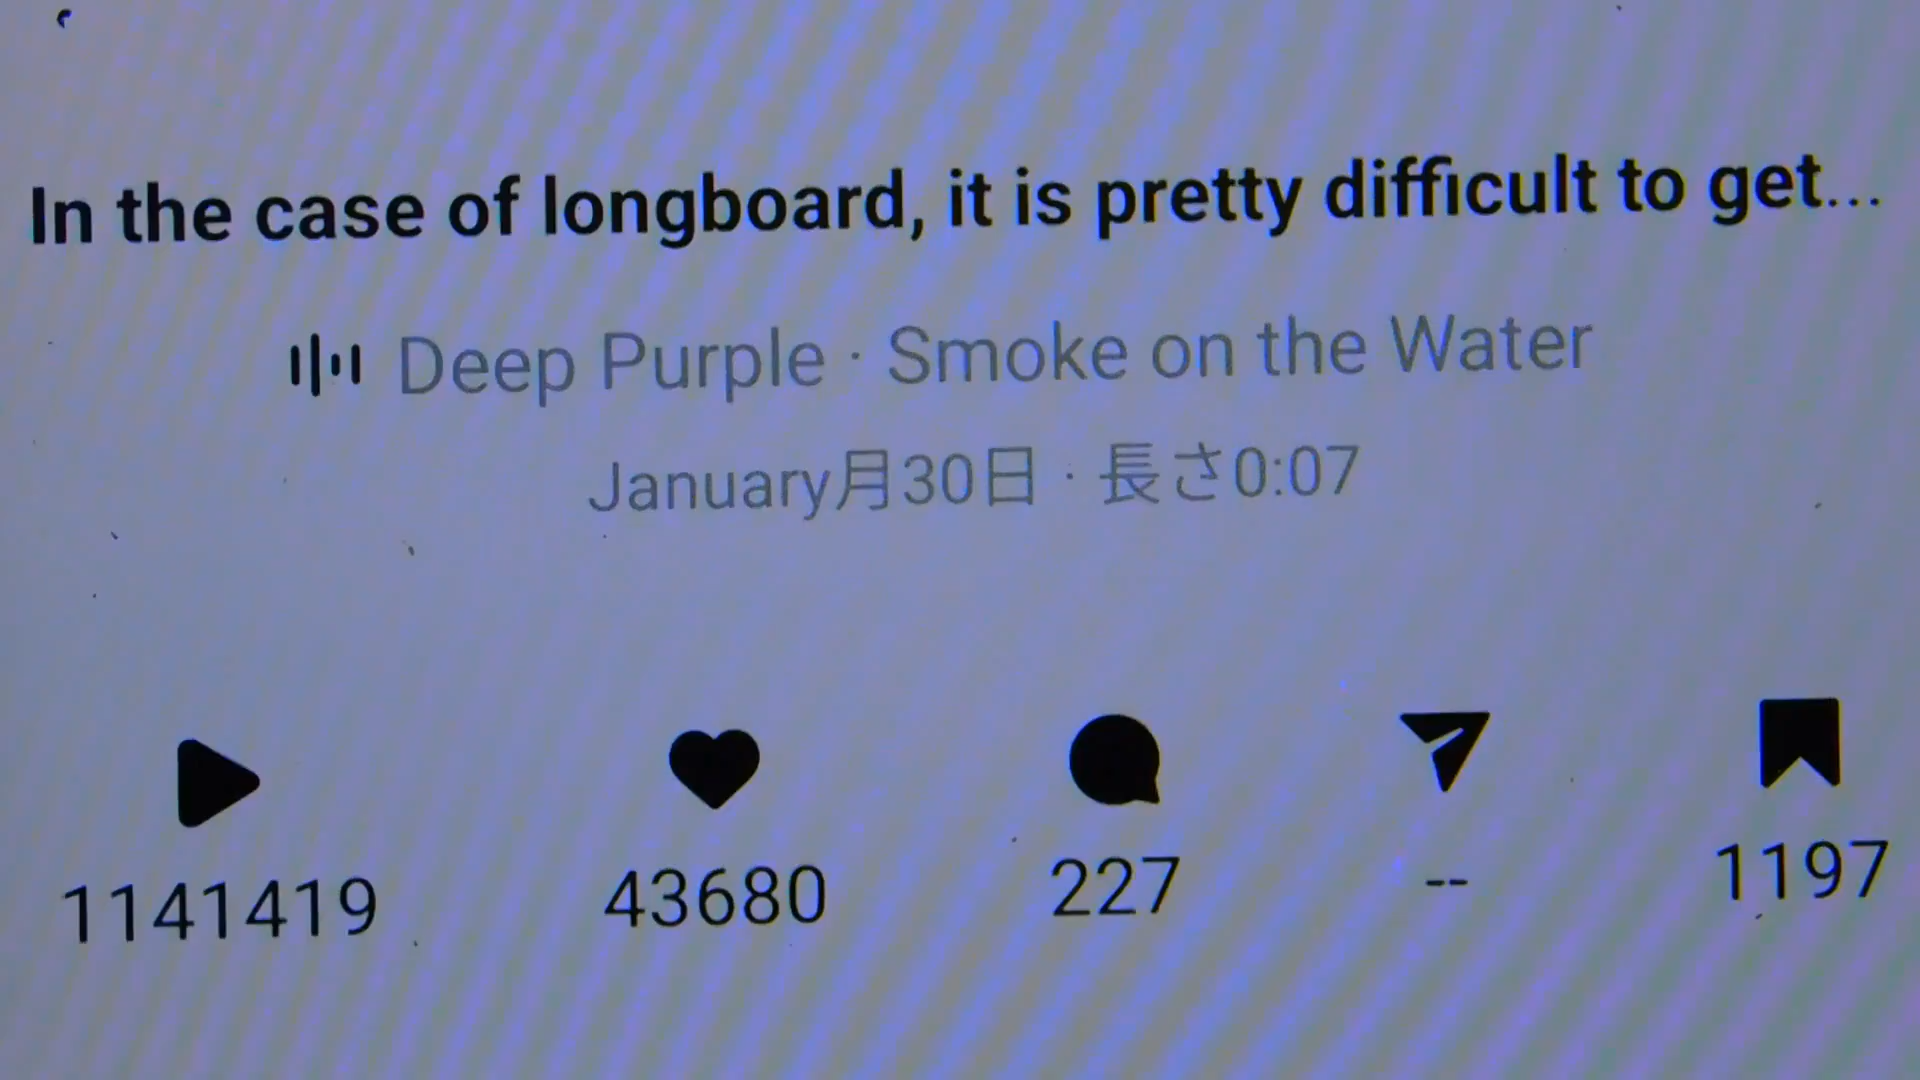 In the case of longboard, it is pretty difficult to get...
Deep Purple · Smoke on the Water
January月30日 · 長さ0:07
1141419 43680 227 -- 1197